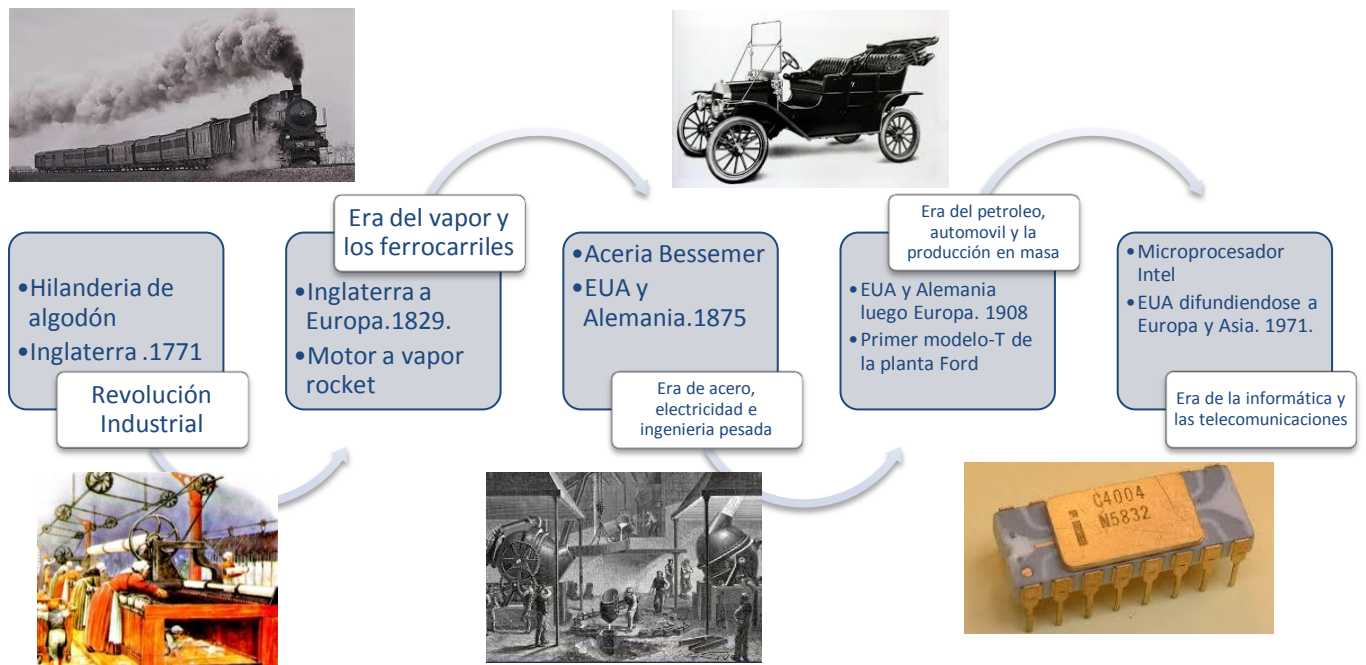 •Hilanderia de
algodón
•Inglaterra .1771
Revolución
Industrial
Era del vapor y
los ferrocarriles
•Inglaterra a
Europa.1829.
•Motor a vapor
rocket
•Aceria Bessemer
•EUA y
Alemania.1875
Era de acero,
electricidad e
ingenieria pesada
Era del petroleo,
automovil y la
producción en masa
•EUA y Alemania
luego Europa. 1908
•Primer modelo-T de
la planta Ford
•Microprocesador
Intel
•EUA difundiendose a
Europa y Asia. 1971.
Era de la informática y
las telecomunicaciones
C4004
N5832